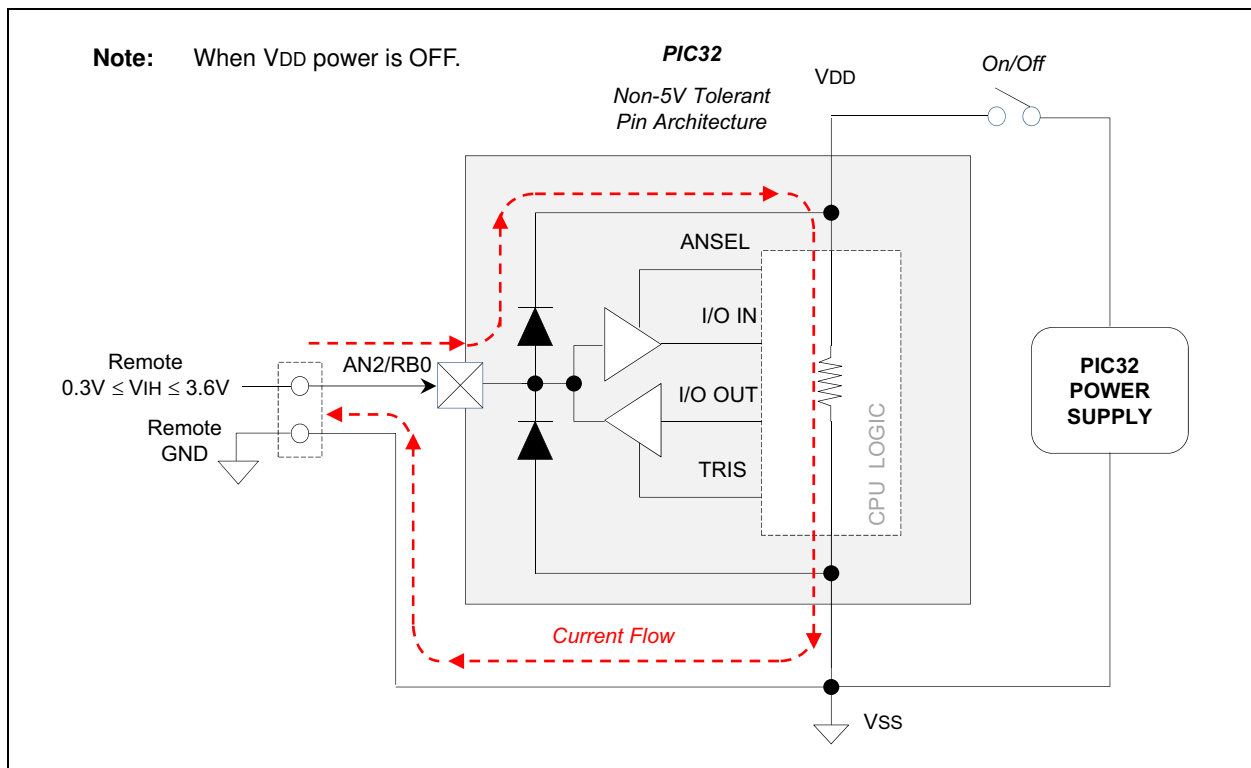 Note: When VDD power is OFF.
PIC32
Non-5V Tolerant
Pin Architecture
VDD
On/Off
ANSEL
I/O IN
Remote
0.3V ≤ VIH ≤ 3.6V
AN2/RB0
I/O OUT
Remote
GND
TRIS
CPU LOGIC
PIC32
POWER
SUPPLY
Current Flow
VSS